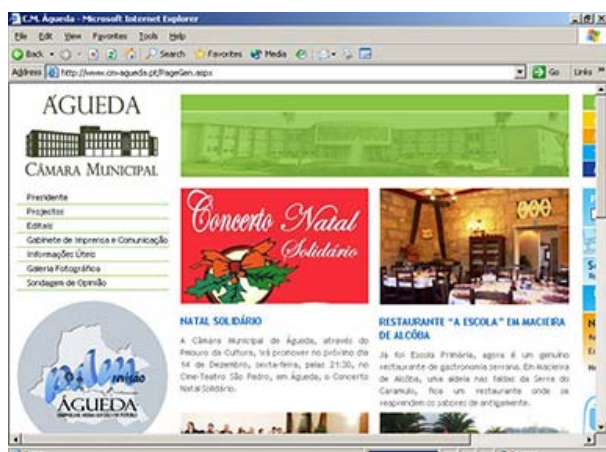 C.M. Águeda - Microsoft Internet Explorer
File Edit View Favorites Tools Help
Back Search Favorites Media
Address http://www.cm-agueda.pt/PageGen.aspx Go Links
ÁGUEDA
CÂMARA MUNICIPAL
Presidente
Projectos
Editais
Gabinete de Imprensa e Comunicação
Informações Úteis
Galeria Fotográfica
Sondagem de Opinião
revisão
ÁGUEDA
Concerto Natal
Solidário
NATAL SOLIDÁRIO
A Câmara Municipal de Águeda, através do
Pelouro da Cultura, irá promover no próximo dia
14 de Dezembro, sexta-feira, pelas 21:30, no
Cine-Teatro São Pedro, em Águeda, o Concerto
Natal Solidário.
RESTAURANTE "A ESCOLA" EM MACIEIRA
DE ALCÔBA
Já foi Escola Primária, agora é um genuíno
restaurante de gastronomia serrana. Em Macieira
de Alcôba, uma aldeia nas faldas da Serra do
Caramulo, fica um restaurante onde se
reaprendem os sabores de antigamente.